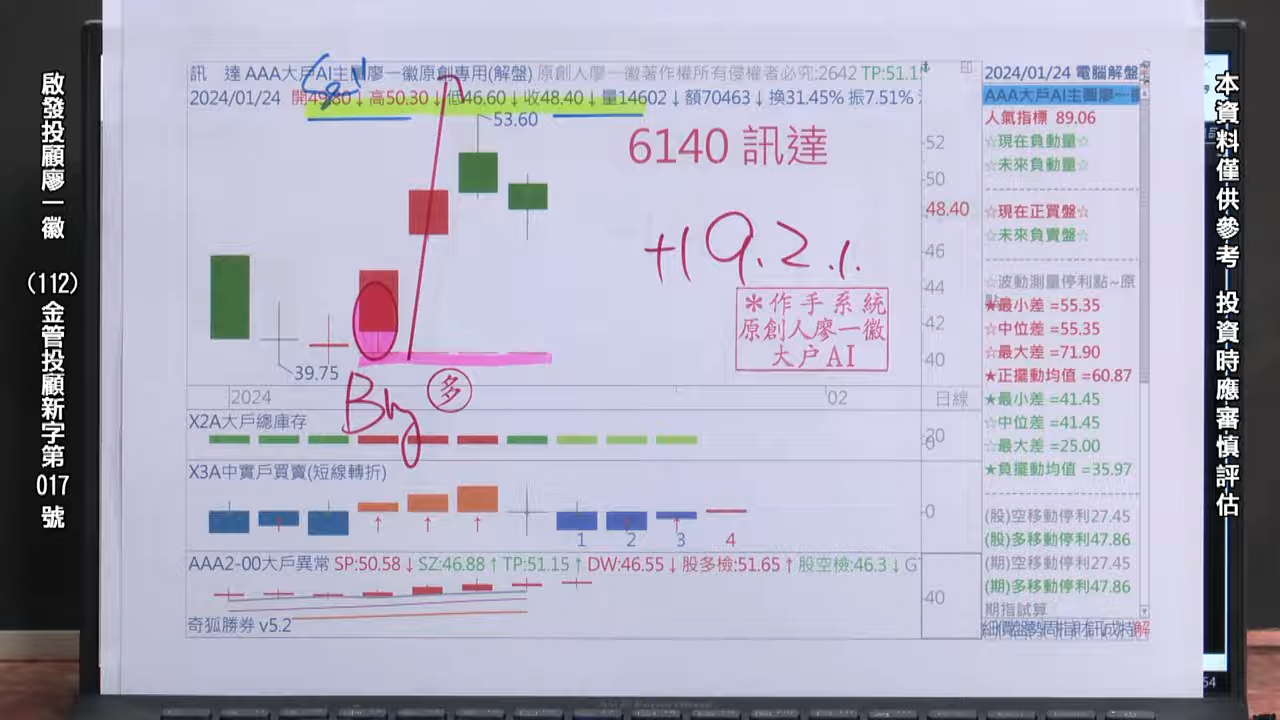 啟發投顧廖一徽
(112)金管投顧新字第017號
本資料僅供參考 投資時應審慎評估
訊 達 AAA大戶AI主圖廖一徽原創專用(解盤) 原創人廖一徽著作權所有侵權者必究:2642 TP:51.15
2024/01/24 開49.80↓高50.30↓低46.60↓收48.40↓量14602↓額70463↓換31.45% 振7.51%
53.60
6140 訊達
+19.2%
＊作手系統
原創人廖一徽
大户AI
39.75
Buy
多
52
50
48.40
46
44
42
40
2024
02
日線
X2A大戶總庫存
20
0
X3A中實戶買賣(短線轉折)
0
1 2 3 4
AAA2-00大戶異常 SP:50.58↓ SZ:46.88↑ TP:51.15↑ DW:46.55↓ 股多檢:51.65↑ 股空檢:46.3↓ G
40
奇狐勝券 v5.2
2024/01/24 電腦解盤
AAA大戶AI主圖廖一
人氣指標 89.06
☆現在負動量☆
☆未來負動量☆
☆現在正買盤☆
☆未來負賣盤☆
☆波動測量停利點~原
★最小差 =55.35
☆中位差 =55.35
☆最大差 =71.90
★正擺動均值 =60.87
★最小差 =41.45
☆中位差 =41.45
☆最大差 =25.00
★負擺動均值 =35.97
(股)空移動停利27.45
(股)多移動停利47.86
(期)空移動停利27.45
(期)多移動停利47.86
期指試算
54